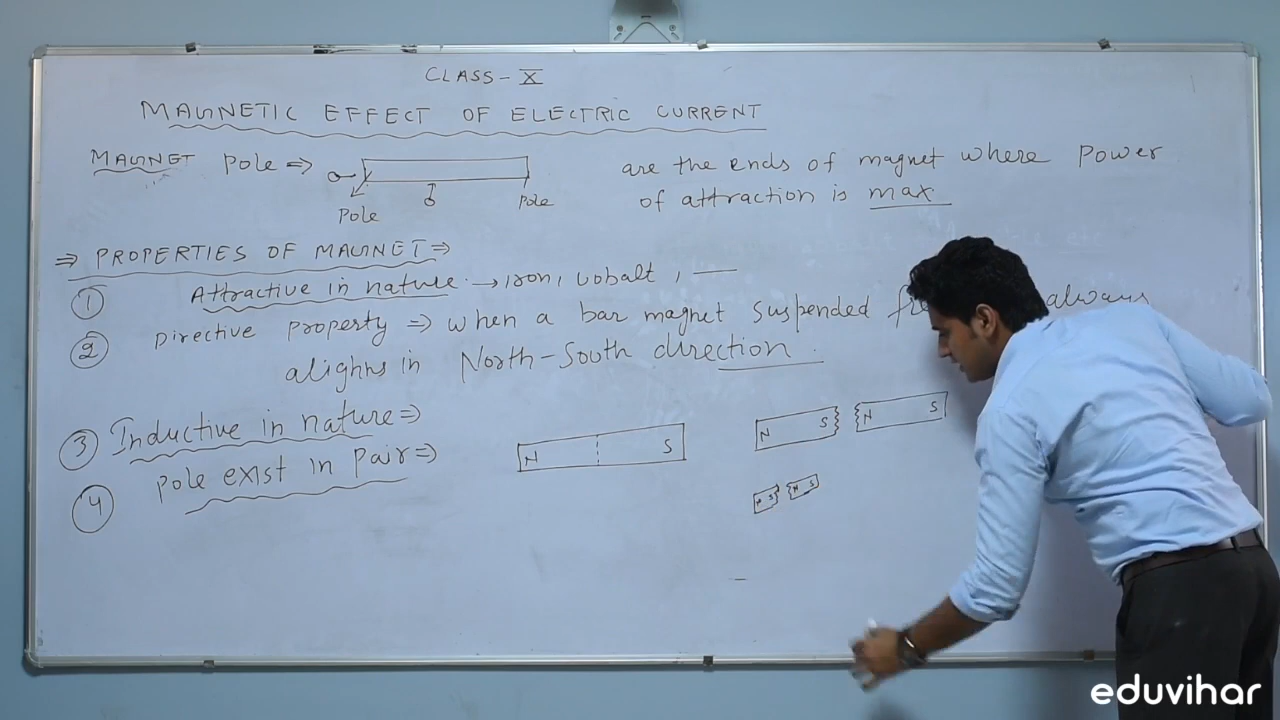 CLASS-X
MAGNETIC EFFECT OF ELECTRIC CURRENT
MAGNET Pole ⇒
Pole
Pole
are the ends of magnet where Power
of attraction is max
⇒ PROPERTIES OF MAGNET ⇒
1 Attractive in nature. → iron, cobalt, —
2 Directive property ⇒ when a bar magnet suspended always
alighns in North-South direction.
3 Inductive in nature ⇒
4 Pole exist in Pair ⇒
N S
N S N S
N S N S
eduvihar